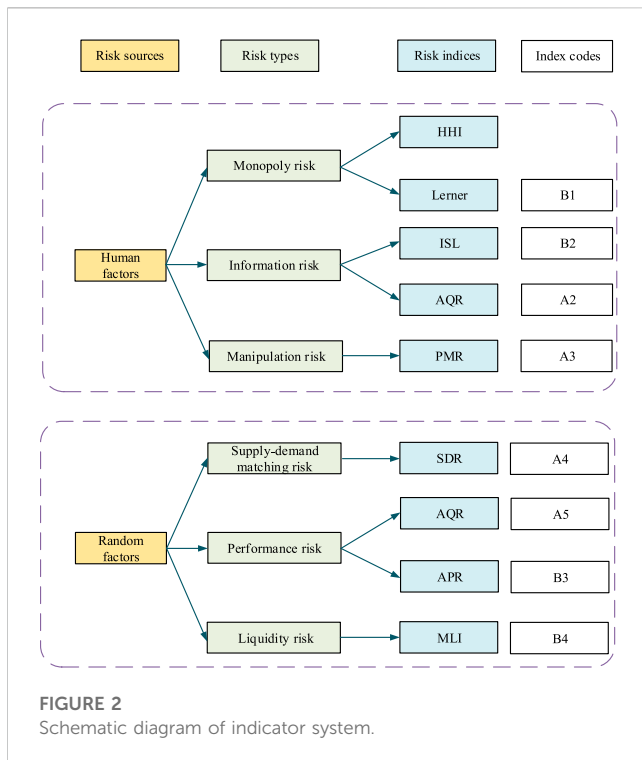 Risk sources
Risk types
Risk indices
Index codes
HHI
Monopoly risk
Lerner
B1
Human
factors
Information risk
ISL
B2
AQR
A2
Manipulation risk
PMR
A3
Supply-demand
matching risk
SDR
A4
Random
factors
Performance risk
AQR
A5
APR
B3
Liquidity risk
MLI
B4
FIGURE 2
Schematic diagram of indicator system.